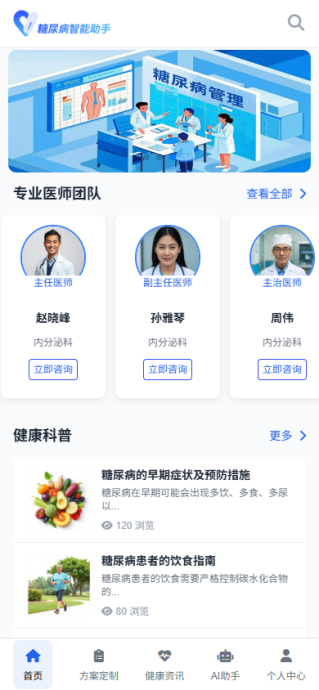 糖尿病智能助手
糖尿病管理
专业医师团队
查看全部
主任医师
副主任医师
主治医师
赵晓峰
孙雅琴
周伟
内分泌科
内分泌科
内分泌科
立即咨询
立即咨询
立即咨询
健康科普
更多
糖尿病的早期症状及预防措施
糖尿病在早期可能会出现多饮、多食、多尿
以...
120 浏览
糖尿病患者的饮食指南
糖尿病患者的饮食需要严格控制碳水化合物
的...
80 浏览
首页
方案定制
健康资讯
AI助手
个人中心